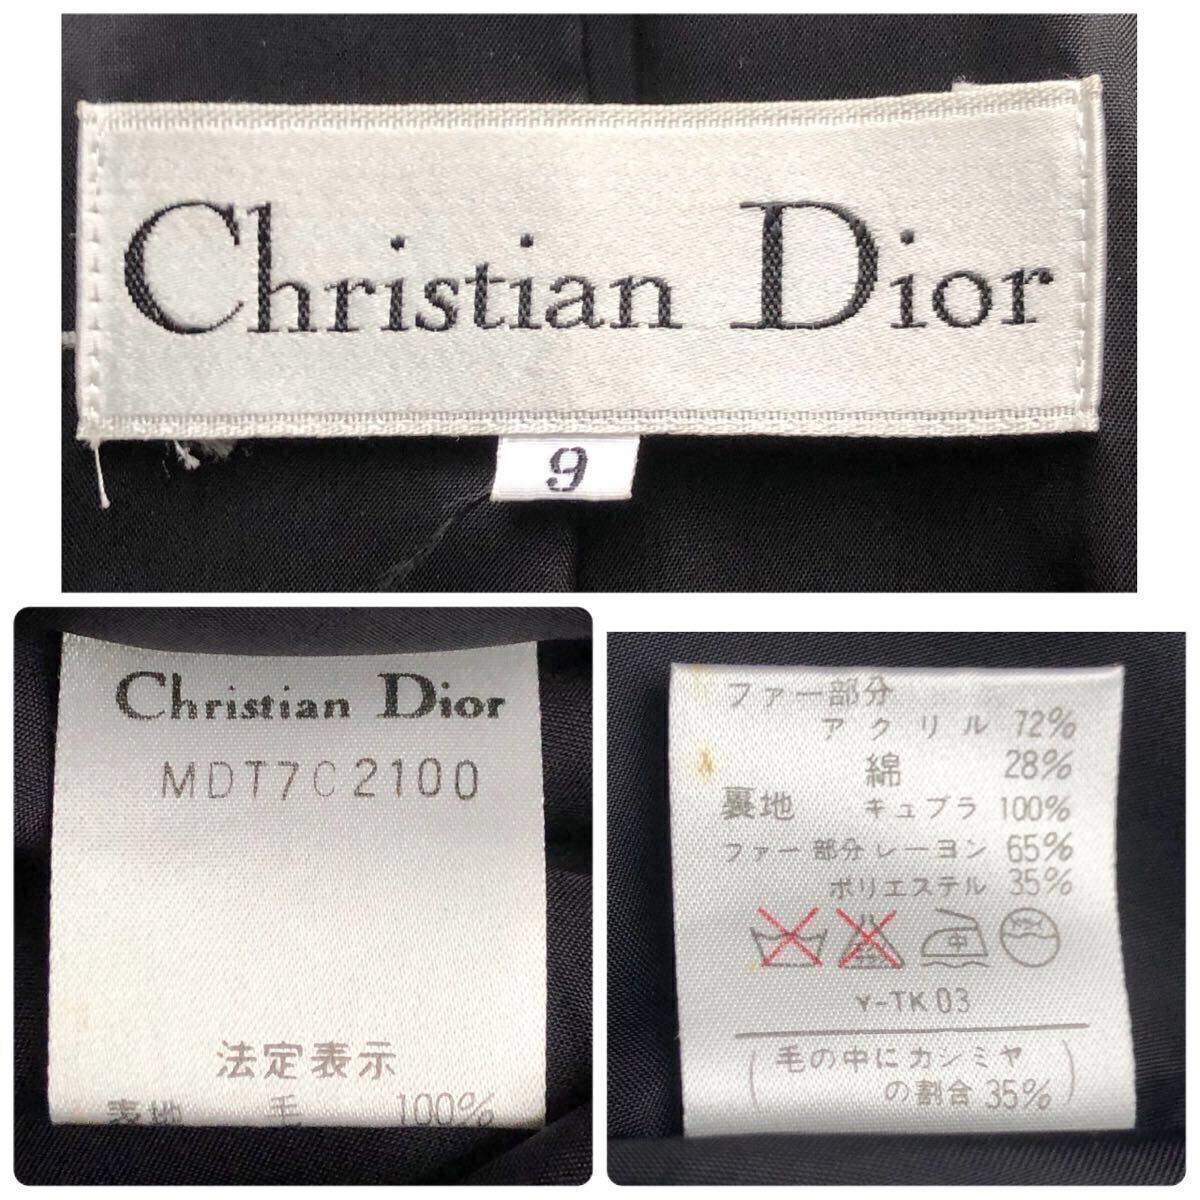 Christian Dior
9
Christian Dior
MDT7C2100
法定表示
表地 毛 100%
ファー部分
アクリル 72%
綿 28%
裏地 キュプラ 100%
ファー部分レーヨン 65%
ポリエステル 35%
中
Y-TK03
(毛の中にカシミヤ
の割合35%)